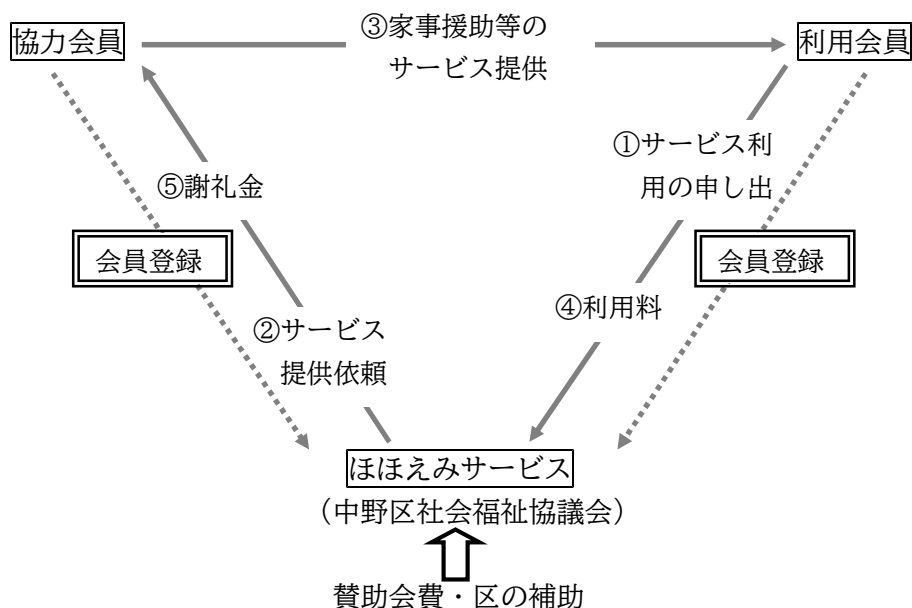 協力会員
③家事援助等の
サービス提供
利用会員
①サービス利
用の申し出
⑤謝礼金
会員登録
会員登録
④利用料
②サービス
提供依頼
ほほえみサービス
（中野区社会福祉協議会）
賛助会費・区の補助